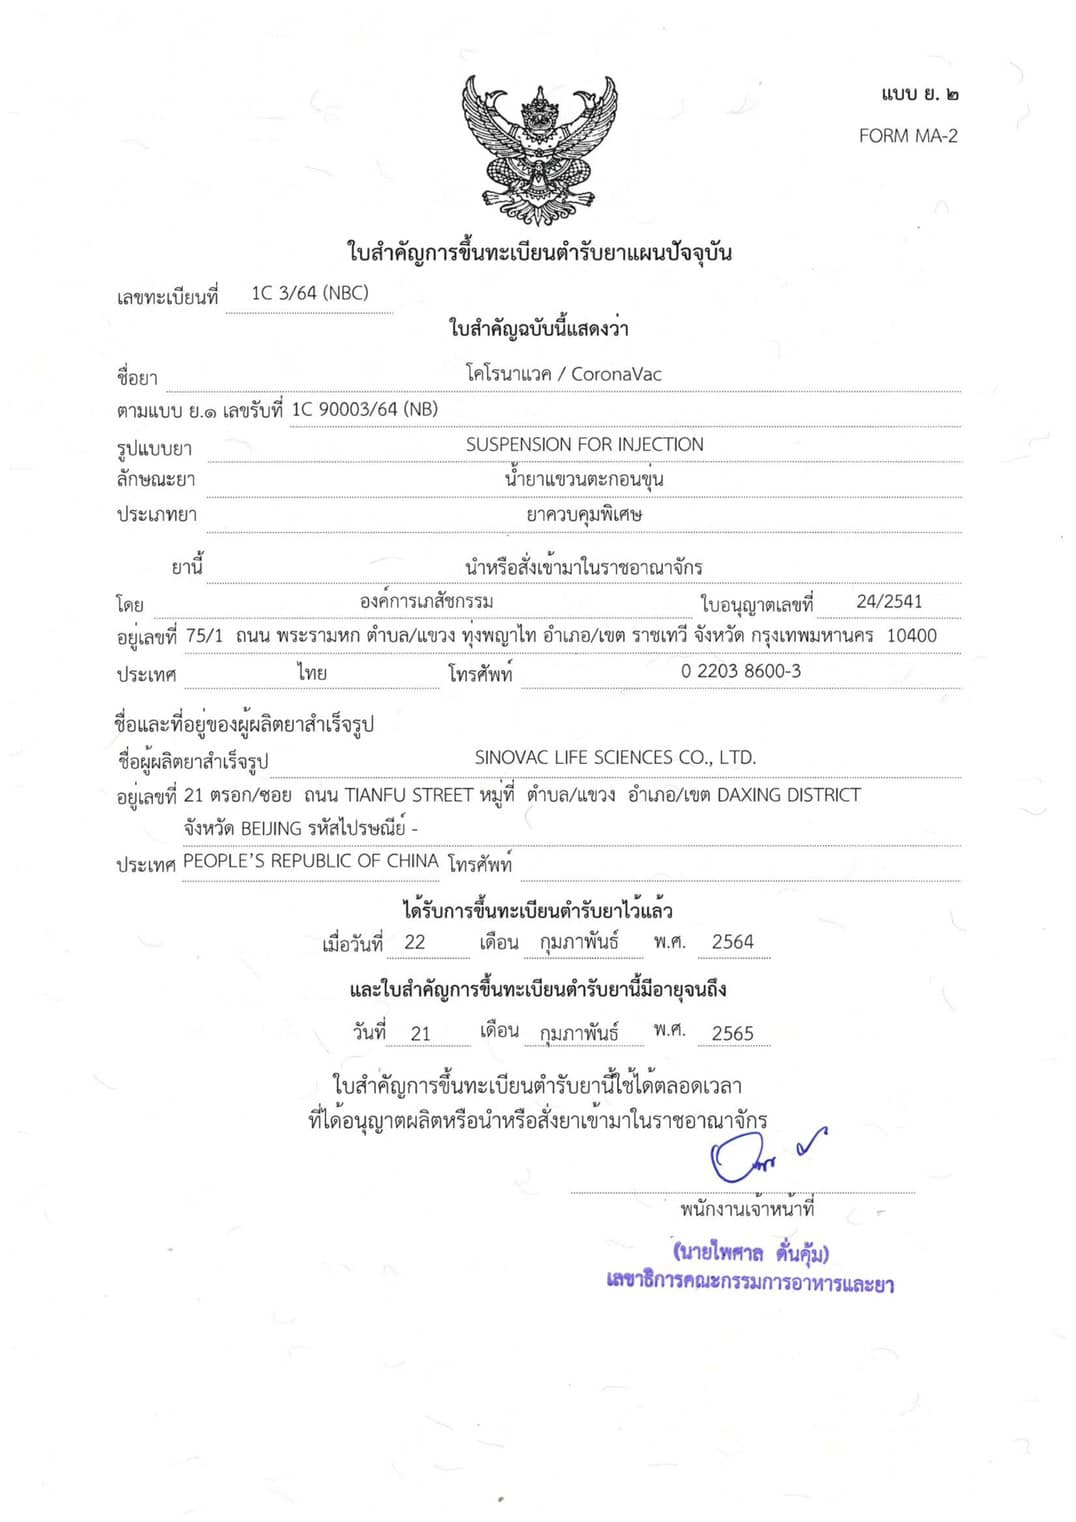 แบบ ย. ๒
FORM MA-2
ใบสำคัญการขึ้นทะเบียนตำรับยาแผนปัจจุบัน
เลขทะเบียนที่ 1C 3/64 (NBC)
ใบสำคัญฉบับนี้แสดงว่า
ชื่อยา โคโรนาแวค / CoronaVac
ตามแบบ ย.๑ เลขรับที่ 1C 90003/64 (NB)
รูปแบบยา SUSPENSION FOR INJECTION
ลักษณะยา น้ำยาแขวนตะกอนขุ่น
ประเภทยา ยาควบคุมพิเศษ
ยานี้ นำหรือสั่งเข้ามาในราชอาณาจักร
โดย องค์การเภสัชกรรม ใบอนุญาตเลขที่ 24/2541
อยู่เลขที่ 75/1 ถนน พระรามหก ตำบล/แขวง ทุ่งพญาไท อำเภอ/เขต ราชเทวี จังหวัด กรุงเทพมหานคร 10400
ประเทศ ไทย โทรศัพท์ 0 2203 8600-3
ชื่อและที่อยู่ของผู้ผลิตยาสำเร็จรูป
ชื่อผู้ผลิตยาสำเร็จรูป SINOVAC LIFE SCIENCES CO., LTD.
อยู่เลขที่ 21 ตรอก/ซอย ถนน TIANFU STREET หมู่ที่ ตำบล/แขวง อำเภอ/เขต DAXING DISTRICT
จังหวัด BEIJING รหัสไปรษณีย์ -
ประเทศ PEOPLE'S REPUBLIC OF CHINA โทรศัพท์
ได้รับการขึ้นทะเบียนตำรับยาไว้แล้ว
เมื่อวันที่ 22 เดือน กุมภาพันธ์ พ.ศ. 2564
และใบสำคัญการขึ้นทะเบียนตำรับยานี้มีอายุจนถึง
วันที่ 21 เดือน กุมภาพันธ์ พ.ศ. 2565
ใบสำคัญการขึ้นทะเบียนตำรับยานี้ใช้ได้ตลอดเวลา
ที่ได้อนุญาตผลิตหรือนำหรือสั่งยาเข้ามาในราชอาณาจักร
พนักงานเจ้าหน้าที่
(นายไพศาล ดั่นคุ้ม)
เลขาธิการคณะกรรมการอาหารและยา